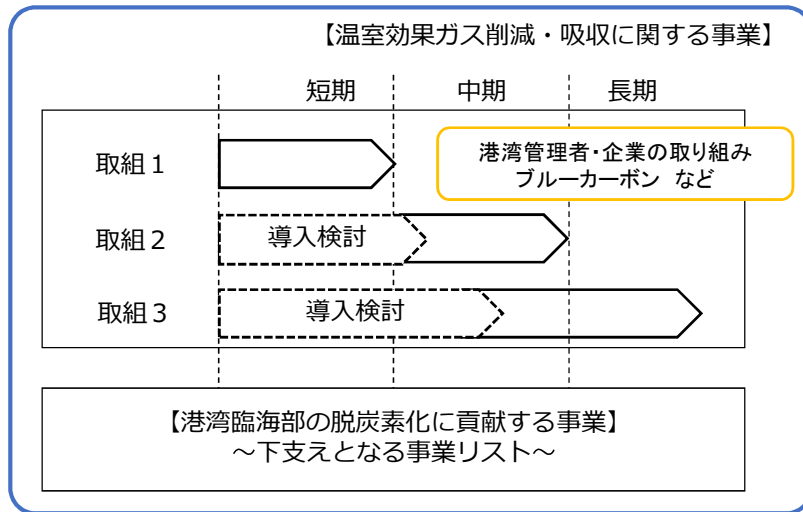 【温室効果ガス削減・吸収に関する事業】
短期 中期 長期
取組１
港湾管理者・企業の取り組み
ブルーカーボン など
取組２
導入検討
取組３
導入検討
【港湾臨海部の脱炭素化に貢献する事業】
～下支えとなる事業リスト～